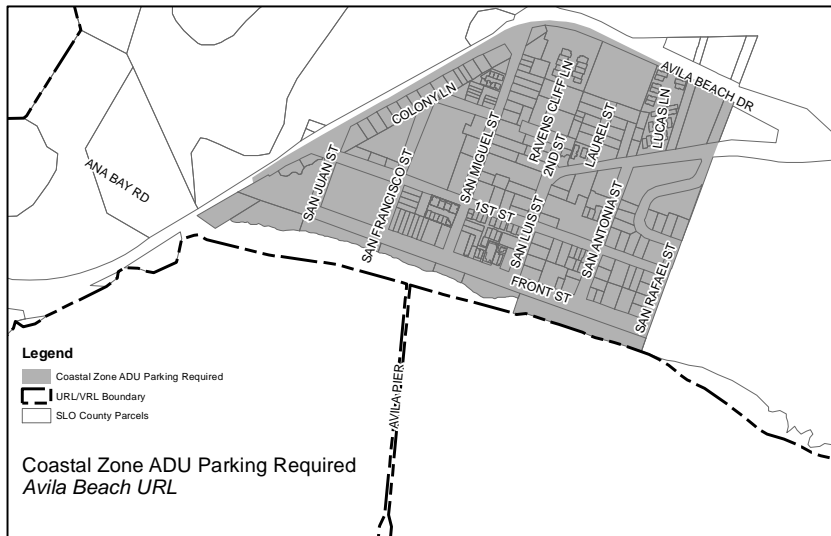 AVILA BEACH DR
RAVENS CLIFF LN
COLONY LN
LUCAS LN
LAUREL ST
2ND ST
SAN MIGUEL ST
ANA BAY RD
SAN JUAN ST
SAN FRANCISCO ST
1ST ST
SAN LUIS ST
SAN ANTONIA ST
SAN RAFAEL ST
FRONT ST
AVILA PIER
Legend
Coastal Zone ADU Parking Required
URL/VRL Boundary
SLO County Parcels
Coastal Zone ADU Parking Required
Avila Beach URL